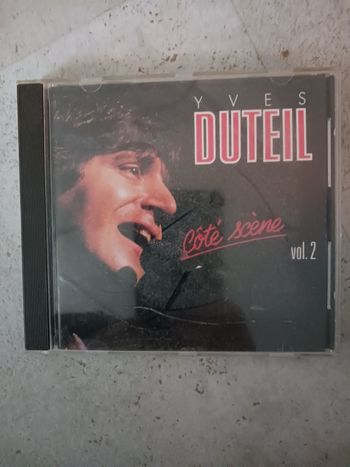 YVES
DUTEIL
Côté scène
vol. 2